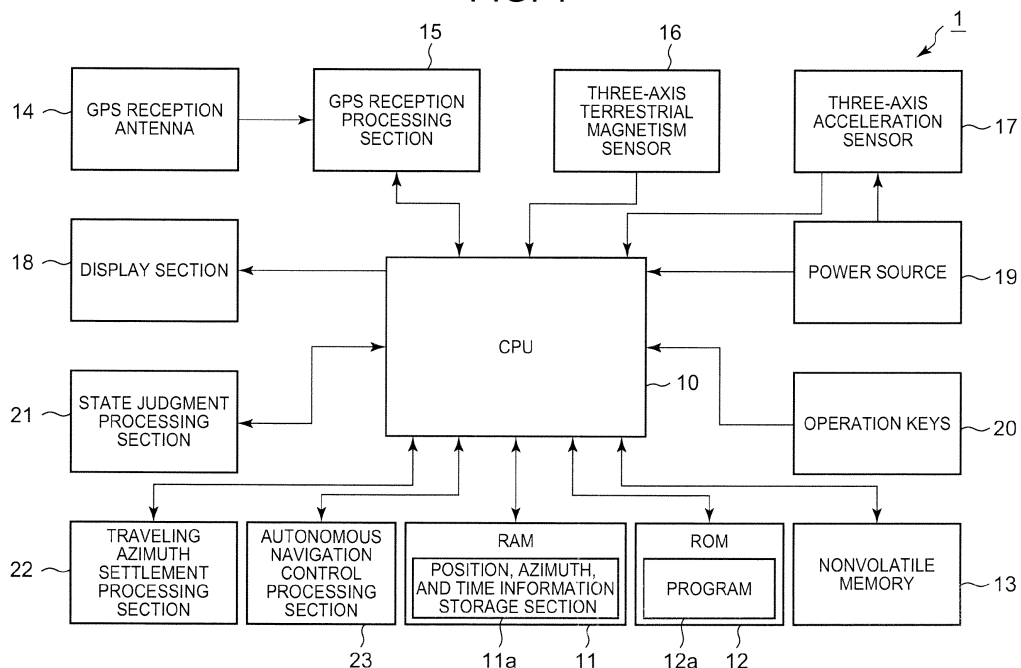 15
16
1
14
GPS RECEPTION
ANTENNA
GPS RECEPTION
PROCESSING
SECTION
THREE-AXIS
TERRESTRIAL
MAGNETISM
SENSOR
THREE-AXIS
ACCELERATION
SENSOR
17
18
DISPLAY SECTION
POWER SOURCE
19
CPU
10
21
STATE JUDGMENT
PROCESSING
SECTION
OPERATION KEYS
20
22
TRAVELING
AZIMUTH
SETTLEMENT
PROCESSING
SECTION
AUTONOMOUS
NAVIGATION
CONTROL
PROCESSING
SECTION
RAM
POSITION, AZIMUTH,
AND TIME INFORMATION
STORAGE SECTION
ROM
PROGRAM
NONVOLATILE
MEMORY
13
23
11a
11
12a
12